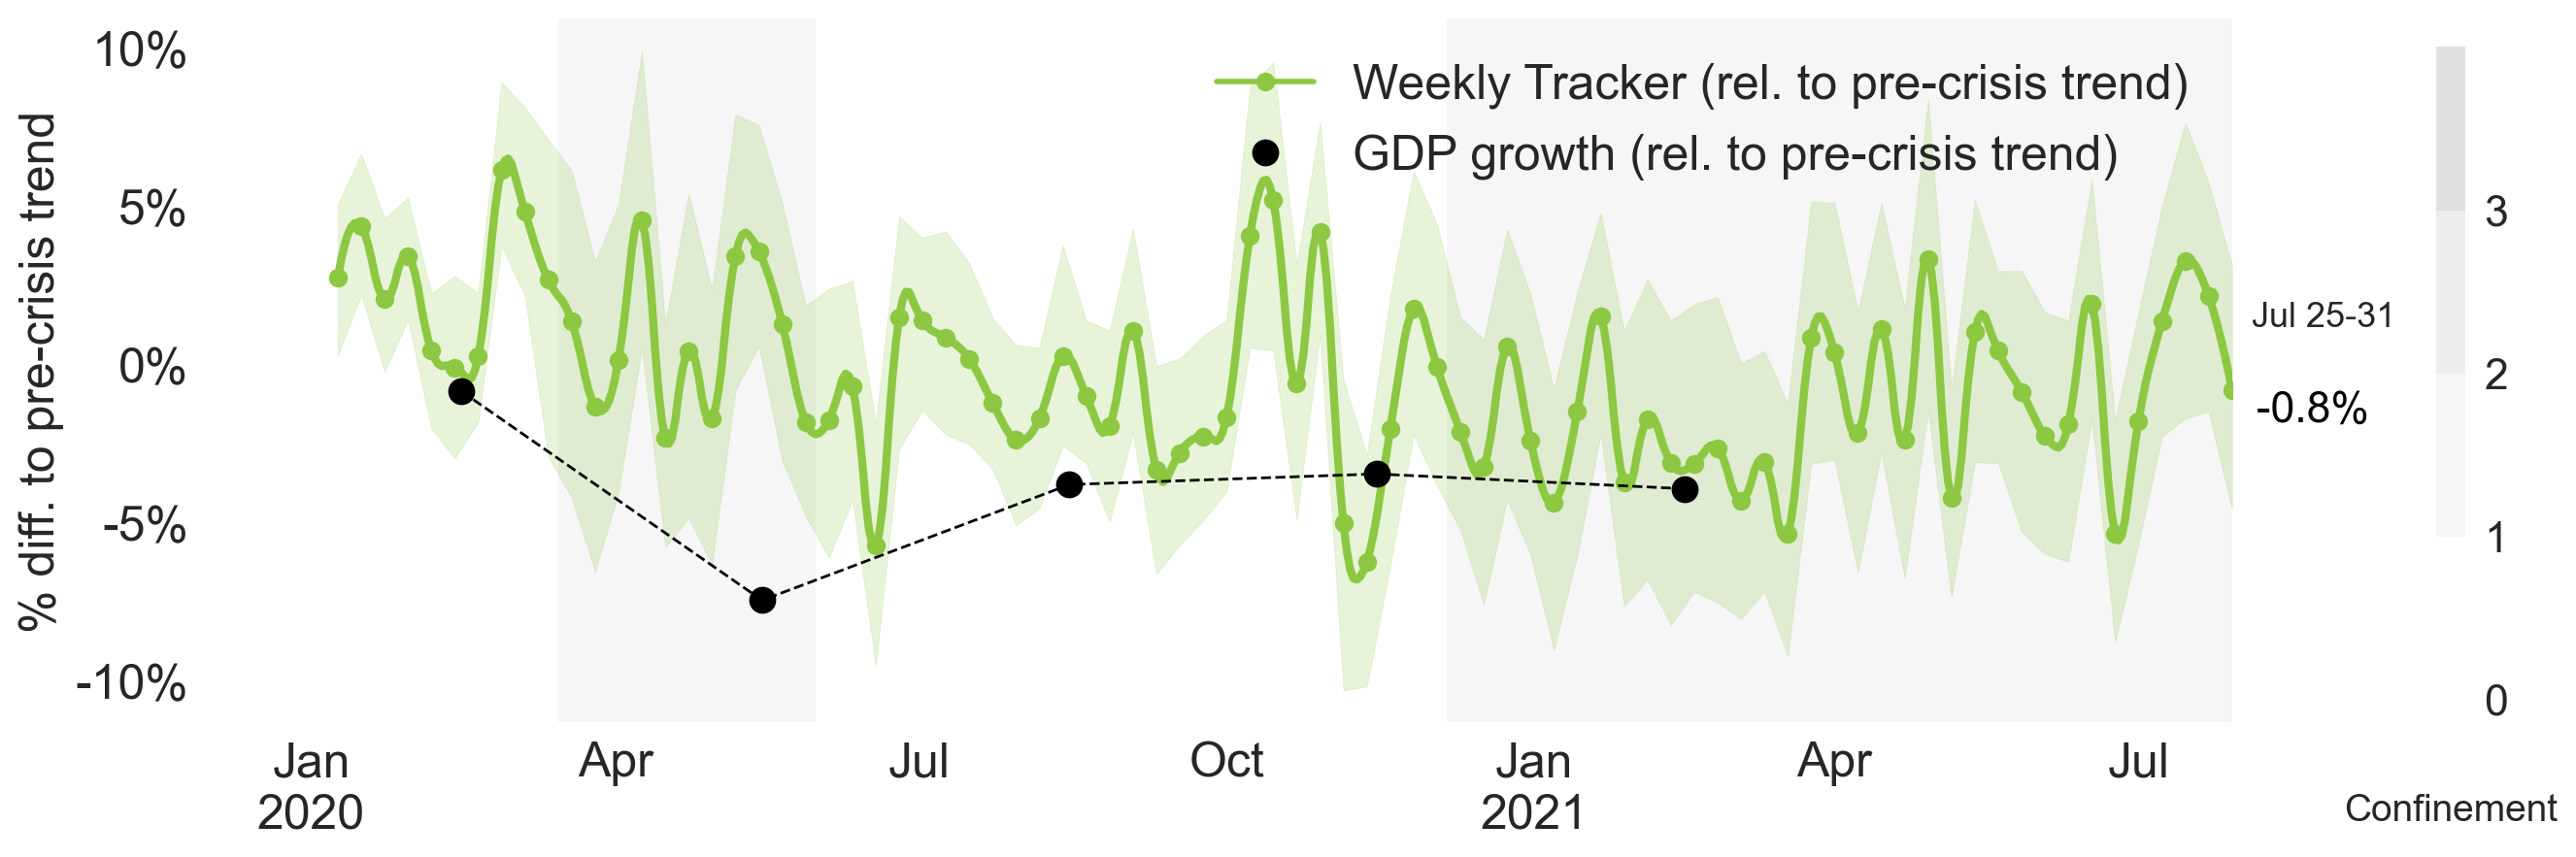 % diff. to pre-crisis trend
10%
5%
0%
-5%
-10%
Weekly Tracker (rel. to pre-crisis trend)
GDP growth (rel. to pre-crisis trend)
Jul 25-31
-0.8%
3
2
1
0
Confinement
Jan
2020
Apr
Jul
Oct
Jan
2021
Apr
Jul